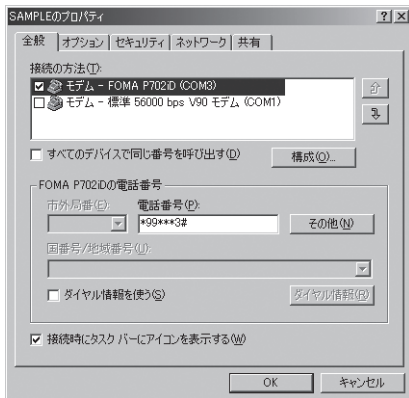 SAMPLEのプロパティ
全般 オプション セキュリティ ネットワーク 共有
接続の方法(T):
モデム - FOMA P702iD (COM3)
モデム - 標準 56000 bps V90 モデム (COM1)
すべてのデバイスで同じ番号を呼び出す(D) 構成(O)...
FOMA P702iDの電話番号
市外局番(E): 電話番号(P):
*99***3# その他(N)
国番号/地域番号(U):
ダイヤル情報を使う(S) ダイヤル情報(R)
接続時にタスク バーにアイコンを表示する(W)
OK キャンセル